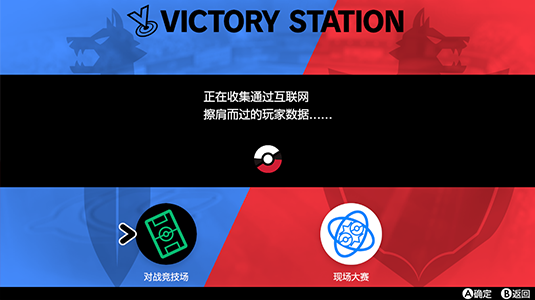 VICTORY STATION
正在收集通过互联网
擦肩而过的玩家数据……
对战竞技场
现场大赛
A确定 B返回